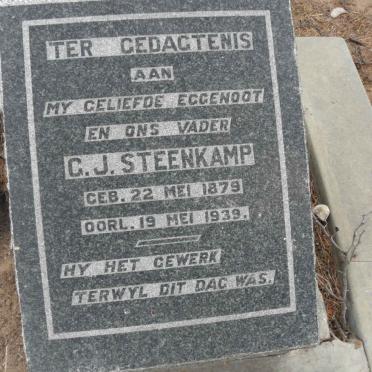 TER GEDAGTENIS
AAN
MY GELIEFDE EGGENOOT
EN ONS VADER
G.J. STEENKAMP
GEB. 22 MEI 1879
OORL. 19 MEI 1939.
HY HET GEWERK
TERWYL DIT DAG WAS.